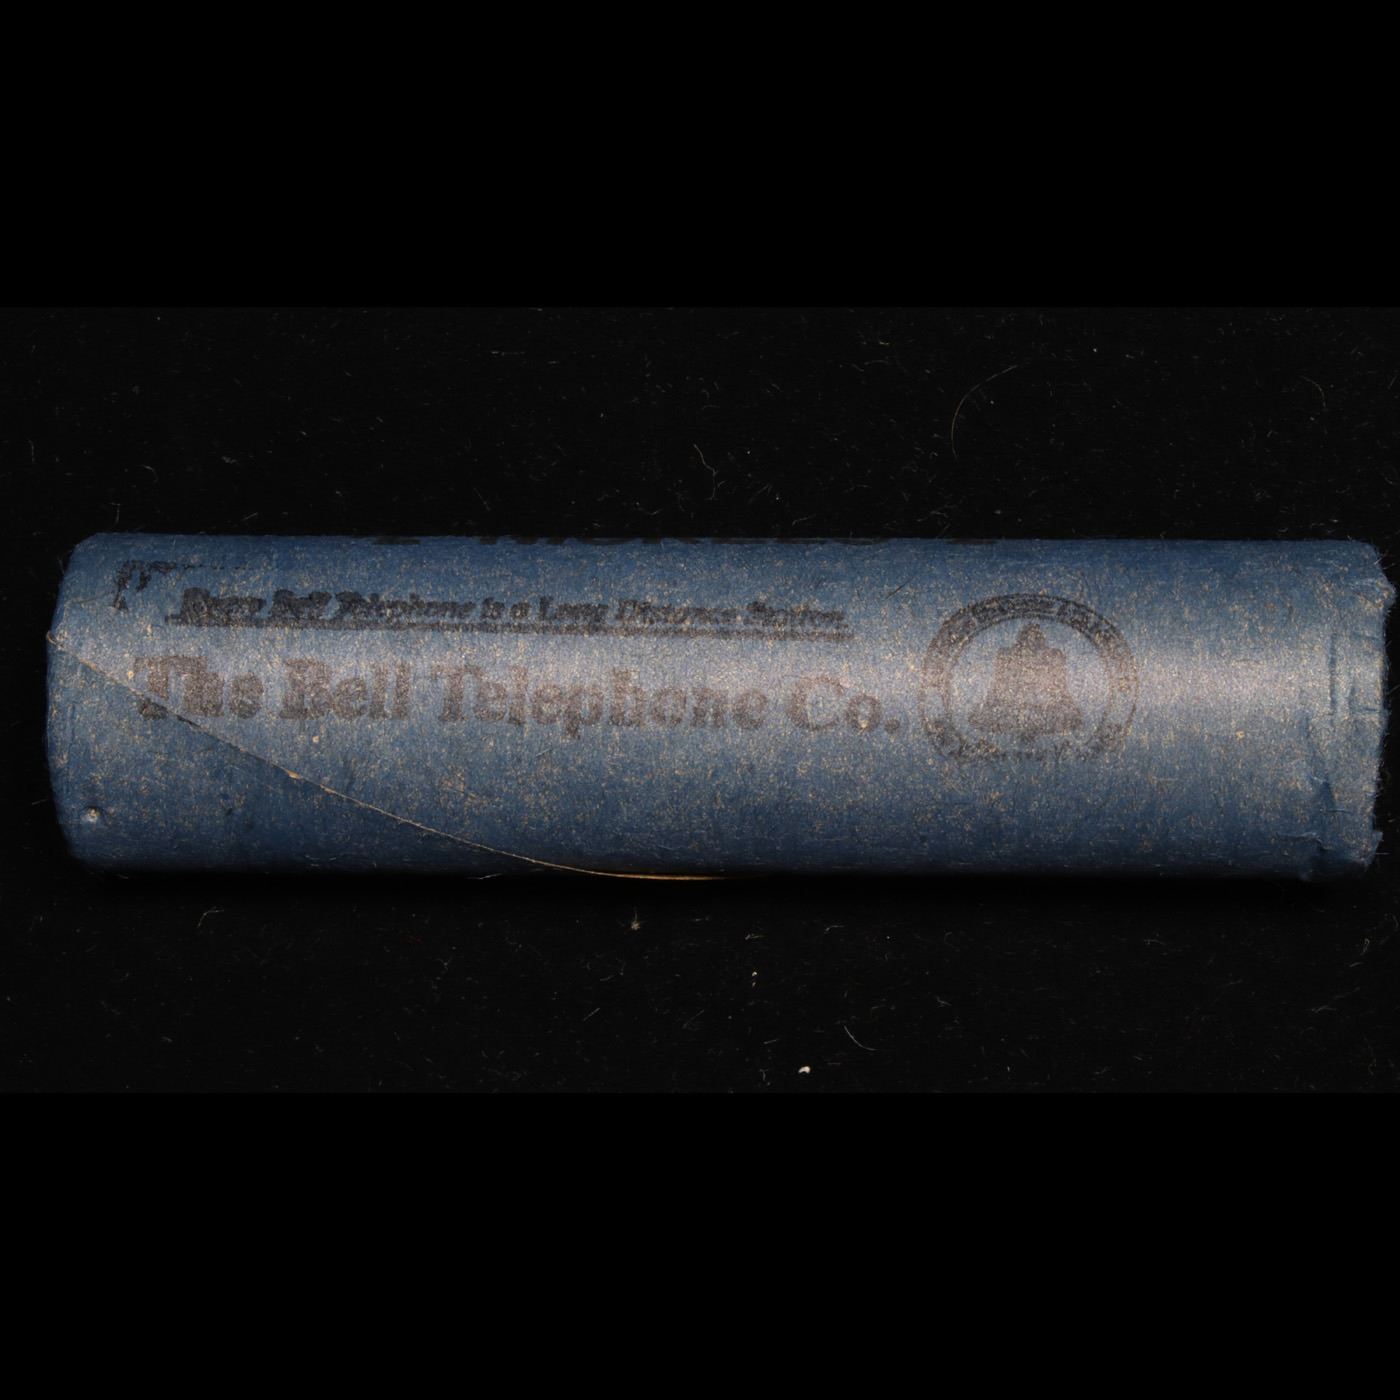 Every Bell Telephone is a Long Distance Station
The Bell Telephone Co.